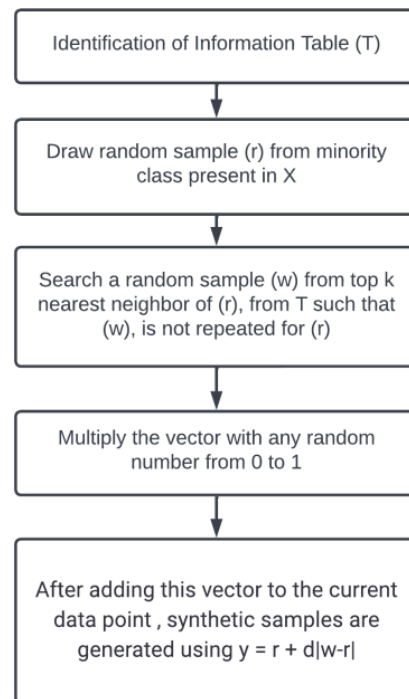 Identification of Information Table (T)
Draw random sample (r) from minority
class present in X
Search a random sample (w) from top k
nearest neighbor of (r), from T such that
(w), is not repeated for (r)
Multiply the vector with any random
number from 0 to 1
After adding this vector to the current
data point , synthetic samples are
generated using y = r + d|w-r|